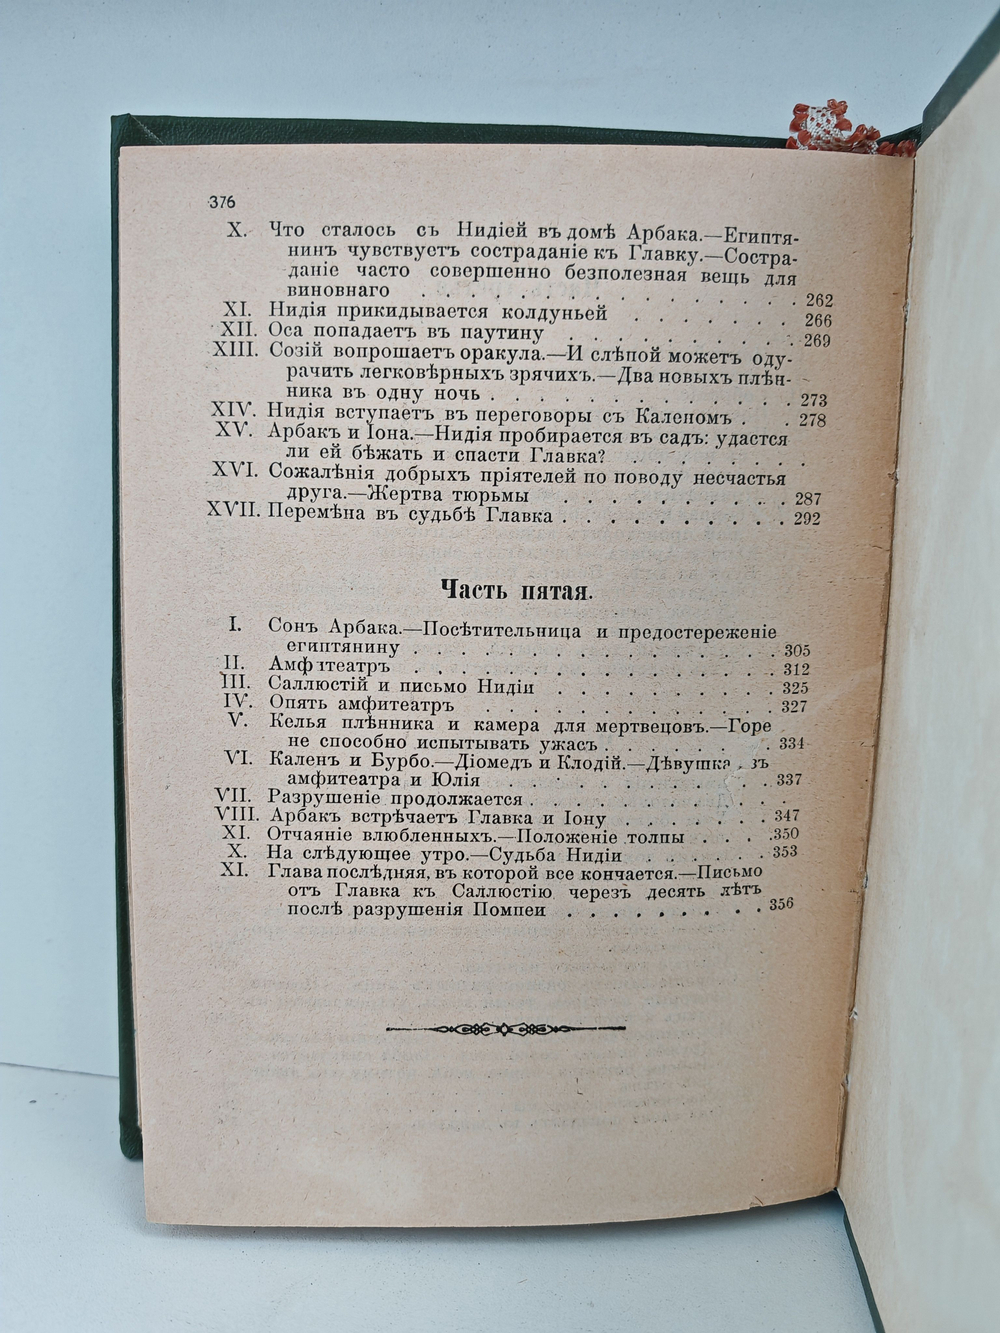 376
X. Что сталось съ Нидіей въ домѣ Арбака.—Египтя-
нинъ чувствуетъ состраданіе къ Главку.—Состра-
даніе часто совершенно безполезная вещь для
виновнаго . . . . . . . . . . . . . . 262
XI. Нидія прикидывается колдуньей . . . . . . 266
XII. Оса попадаетъ въ паутину . . . . . . . . 269
XIII. Созій вопрошаетъ оракула.—И слѣпой можетъ оду-
рачить легковѣрныхъ зрячихъ.—Два новыхъ плѣн-
ника въ одну ночь . . . . . . . . . . . 273
XIV. Нидія вступаетъ въ переговоры съ Каленомъ . . 278
XV. Арбакъ и Іона.—Нидія пробирается въ садъ: удастся
ли ей бѣжать и спасти Главка? . . . . . . .
XVI. Сожалѣнія добрыхъ пріятелей по поводу несчастья
друга.—Жертва тюрьмы . . . . . . . . . 287
XVII. Перемѣна въ судьбѣ Главка . . . . . . . . 292
Часть пятая.
I. Сонъ Арбака.—Посѣтительница и предостереженіе
египтянину . . . . . . . . . . . . . . 305
II. Амфитеатръ . . . . . . . . . . . . . . 312
III. Саллюстій и письмо Нидіи . . . . . . . . 325
IV. Опять амфитеатръ . . . . . . . . . . . 327
V. Келья плѣнника и камера для мертвецовъ.—Горе
не способно испытывать ужасъ . . . . . . . 334
VI. Каленъ и Бурбо.—Діомедъ и Клодій.—Дѣвушка
амфитеатра и Юлія . . . . . . . . . . . 337
VII. Разрушеніе продолжается . . . . . . . . .
VIII. Арбакъ встрѣчаетъ Главка и Іону . . . . . . 347
XI. Отчаяніе влюбленныхъ.—Положеніе толпы . . . . 350
X. На слѣдующее утро.—Судьба Нидіи . . . . . . 353
XI. Глава послѣдняя, въ которой все кончается.—Письмо
отъ Главка къ Саллюстію черезъ десять лѣтъ
послѣ разрушенія Помпеи . . . . . . . . . 356